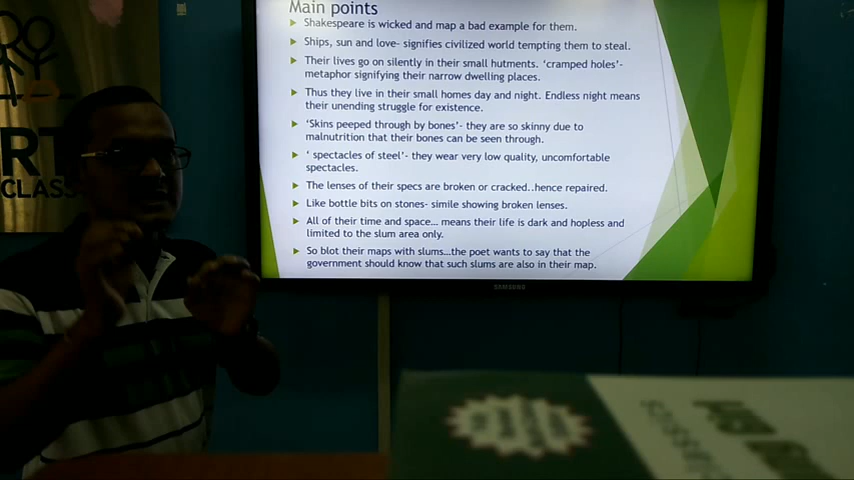 Main points
Shakespeare is wicked and map a bad example for them.
Ships, sun and love- signifies civilized world tempting them to steal.
Their lives go on silently in their small hutments. 'cramped holes'-
metaphor signifying their narrow dwelling places.
Thus they live in their small homes day and night. Endless night means
their unending struggle for existence.
'Skins peeped through by bones'- they are so skinny due to
malnutrition that their bones can be seen through.
' spectacles of steel'- they wear very low quality, uncomfortable
spectacles.
The lenses of their specs are broken or cracked..hence repaired.
Like bottle bits on stones- simile showing broken lenses.
All of their time and space... means their life is dark and hopless and
limited to the slum area only.
So blot their maps with slums...the poet wants to say that the
government should know that such slums are also in their map.
SAMSUNG
RT
CLASS